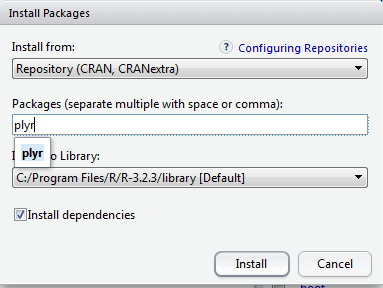 Install Packages
Install from:
? Configuring Repositories
Repository (CRAN, CRANextra)
Packages (separate multiple with space or comma):
plyr
plyr
Library:
C:/Program Files/R/R-3.2.3/library [Default]
Install dependencies
Install
Cancel
boot